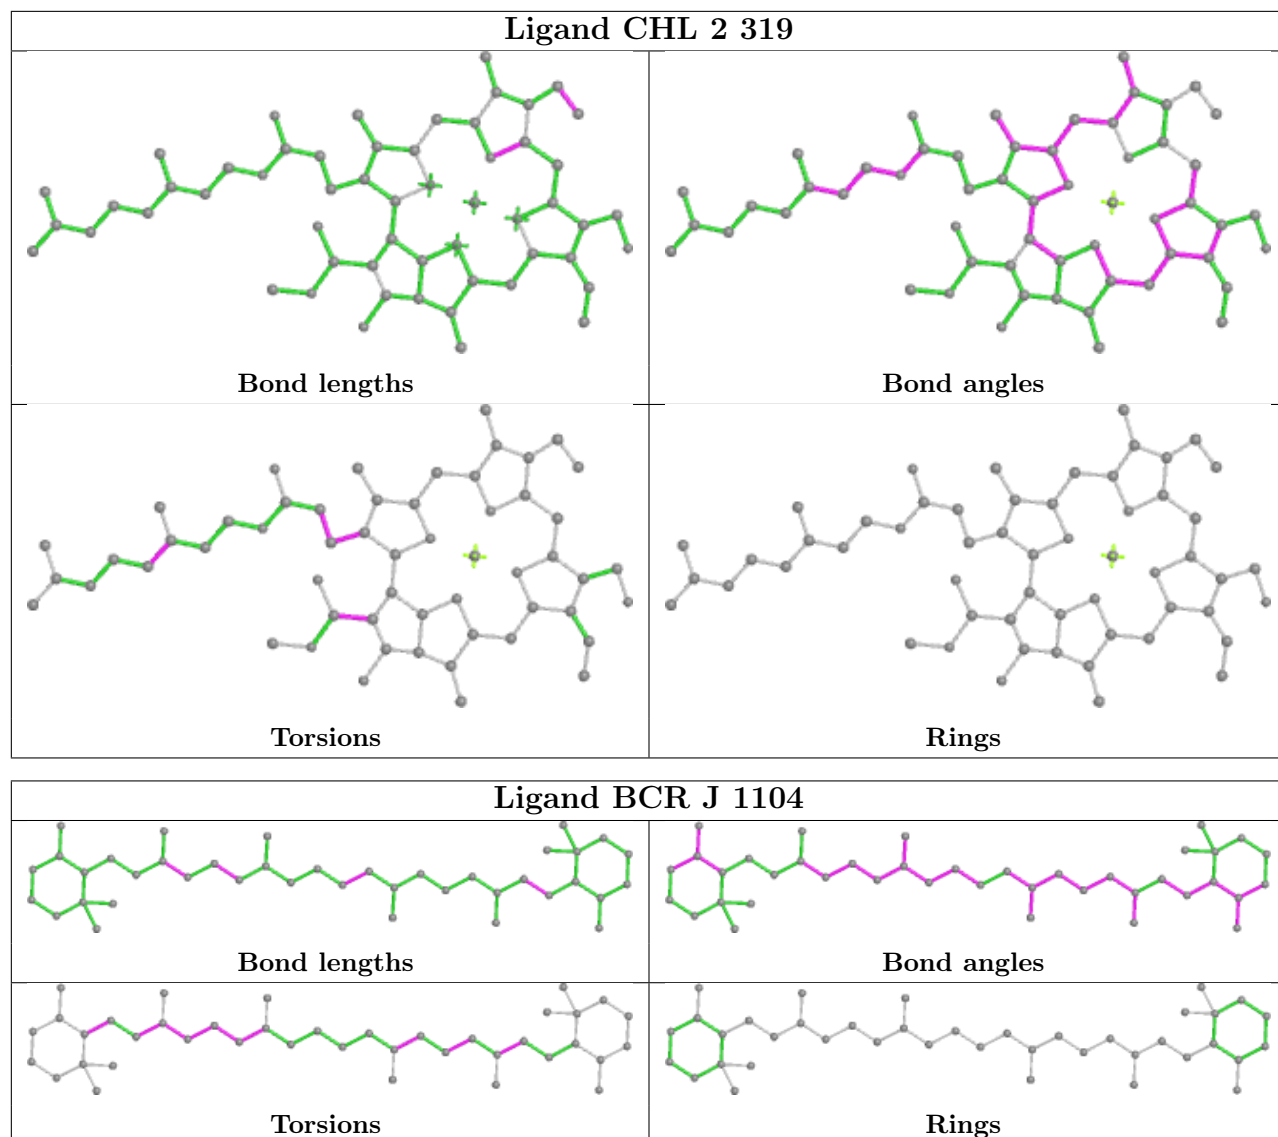 Ligand CHL 2 319
Bond lengths
Bond angles
Torsions
Rings
Ligand BCR J 1104
Bond lengths
Bond angles
Torsions
Rings